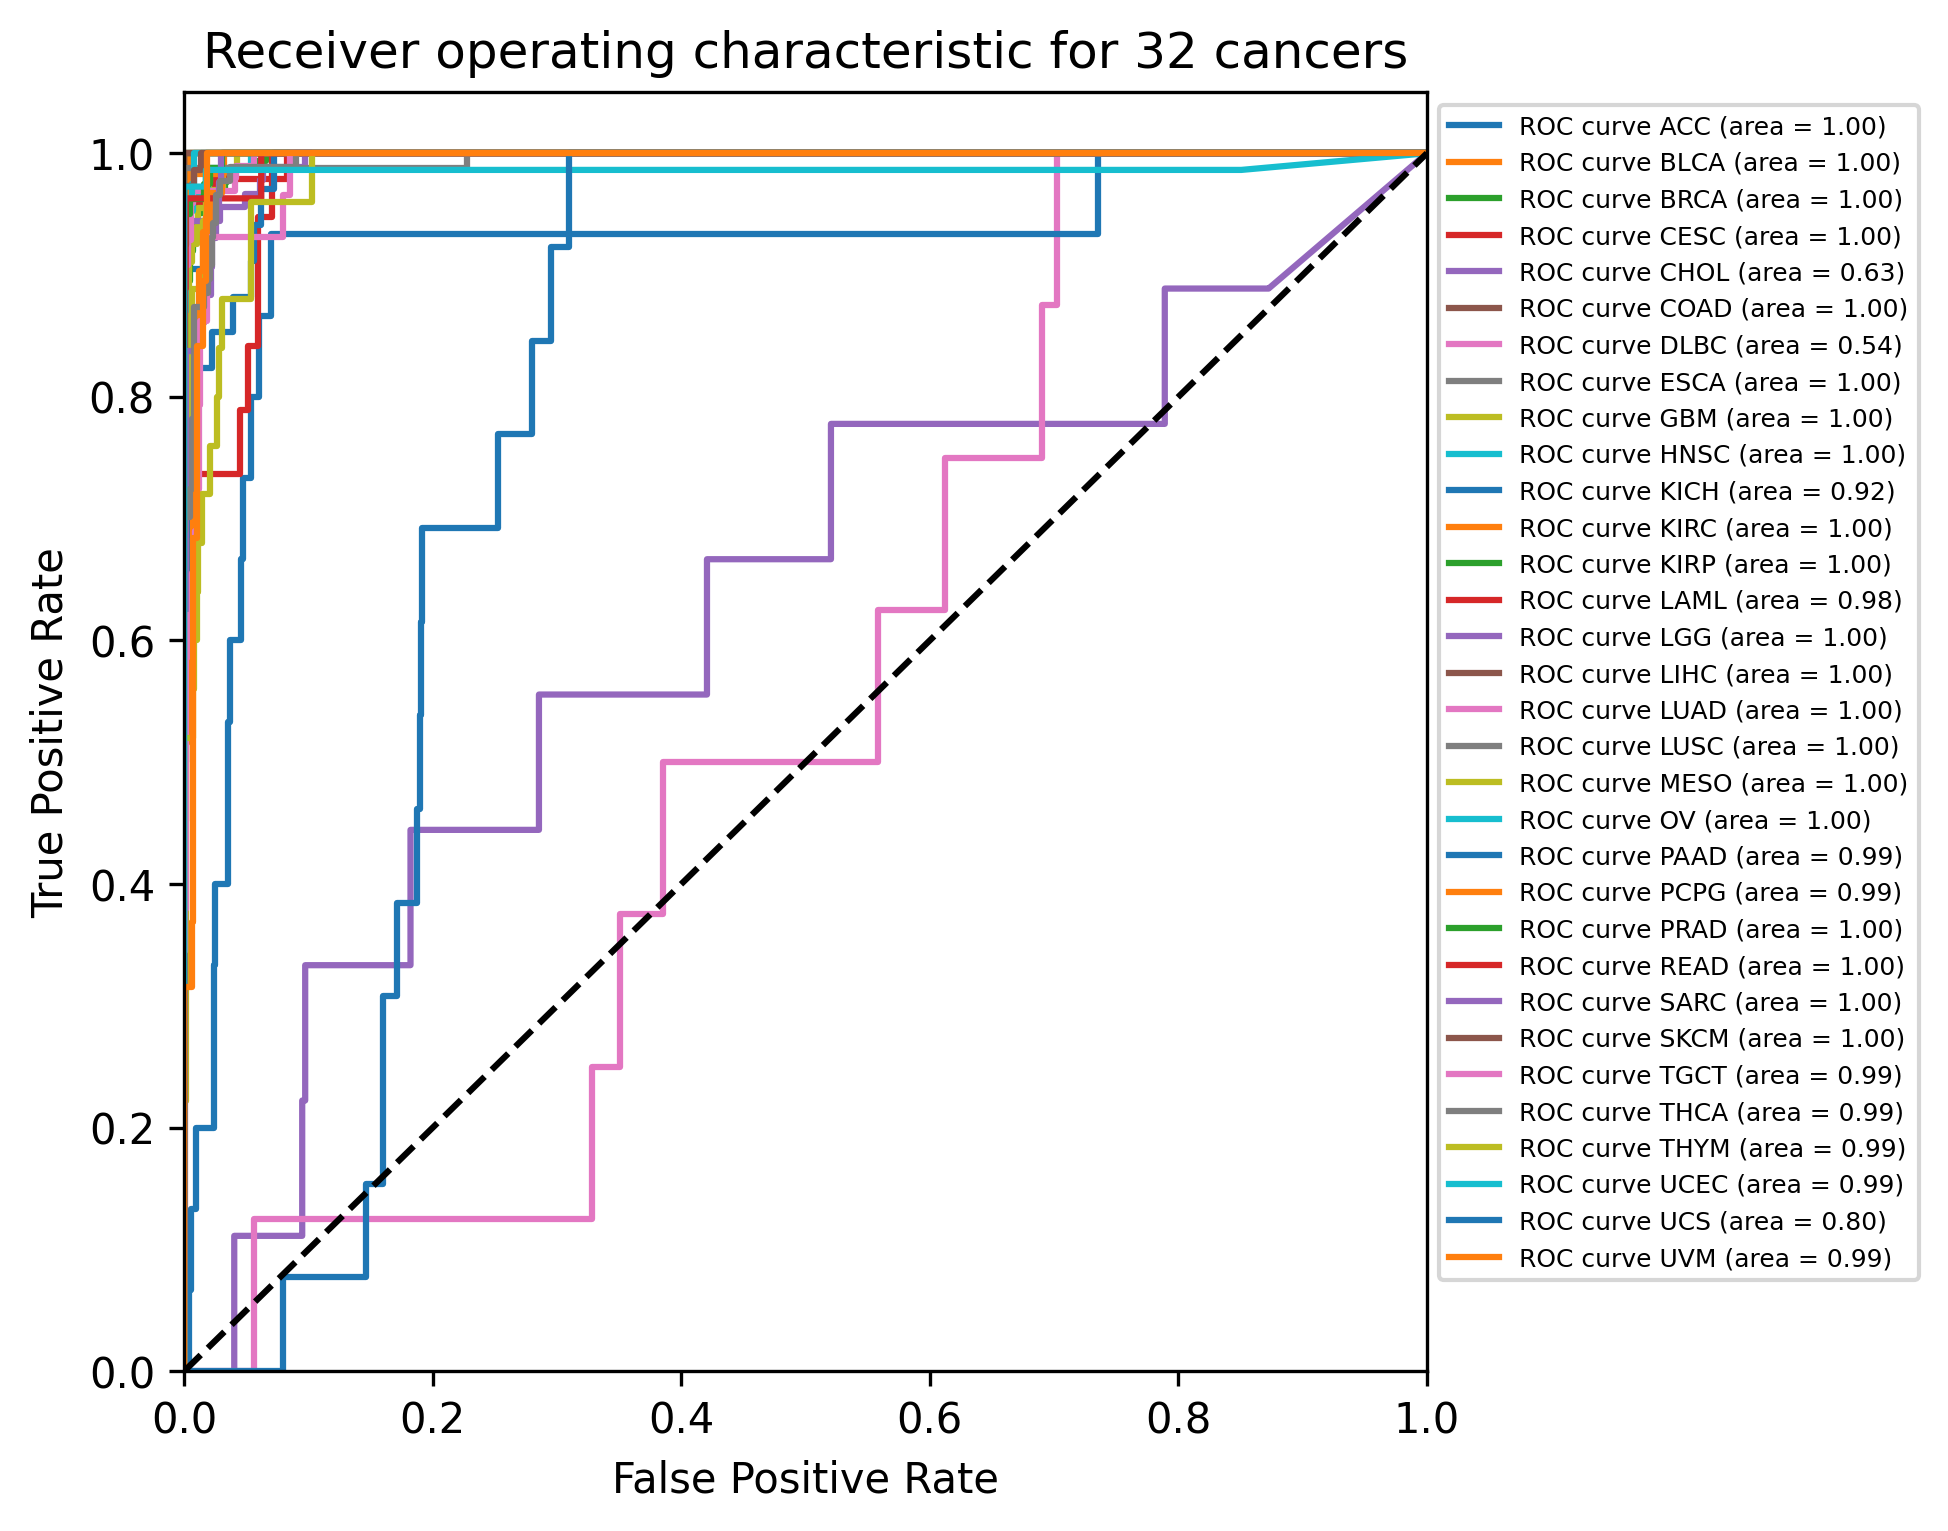 Receiver operating characteristic for 32 cancers
True Positive Rate
1.0
0.8
0.6
0.4
0.2
0.0
0.0 0.2 0.4 0.6 0.8 1.0
False Positive Rate
ROC curve ACC (area = 1.00)
ROC curve BLCA (area = 1.00)
ROC curve BRCA (area = 1.00)
ROC curve CESC (area = 1.00)
ROC curve CHOL (area = 0.63)
ROC curve COAD (area = 1.00)
ROC curve DLBC (area = 0.54)
ROC curve ESCA (area = 1.00)
ROC curve GBM (area = 1.00)
ROC curve HNSC (area = 1.00)
ROC curve KICH (area = 0.92)
ROC curve KIRC (area = 1.00)
ROC curve KIRP (area = 1.00)
ROC curve LAML (area = 0.98)
ROC curve LGG (area = 1.00)
ROC curve LIHC (area = 1.00)
ROC curve LUAD (area = 1.00)
ROC curve LUSC (area = 1.00)
ROC curve MESO (area = 1.00)
ROC curve OV (area = 1.00)
ROC curve PAAD (area = 0.99)
ROC curve PCPG (area = 0.99)
ROC curve PRAD (area = 1.00)
ROC curve READ (area = 1.00)
ROC curve SARC (area = 1.00)
ROC curve SKCM (area = 1.00)
ROC curve TGCT (area = 0.99)
ROC curve THCA (area = 0.99)
ROC curve THYM (area = 0.99)
ROC curve UCEC (area = 0.99)
ROC curve UCS (area = 0.80)
ROC curve UVM (area = 0.99)